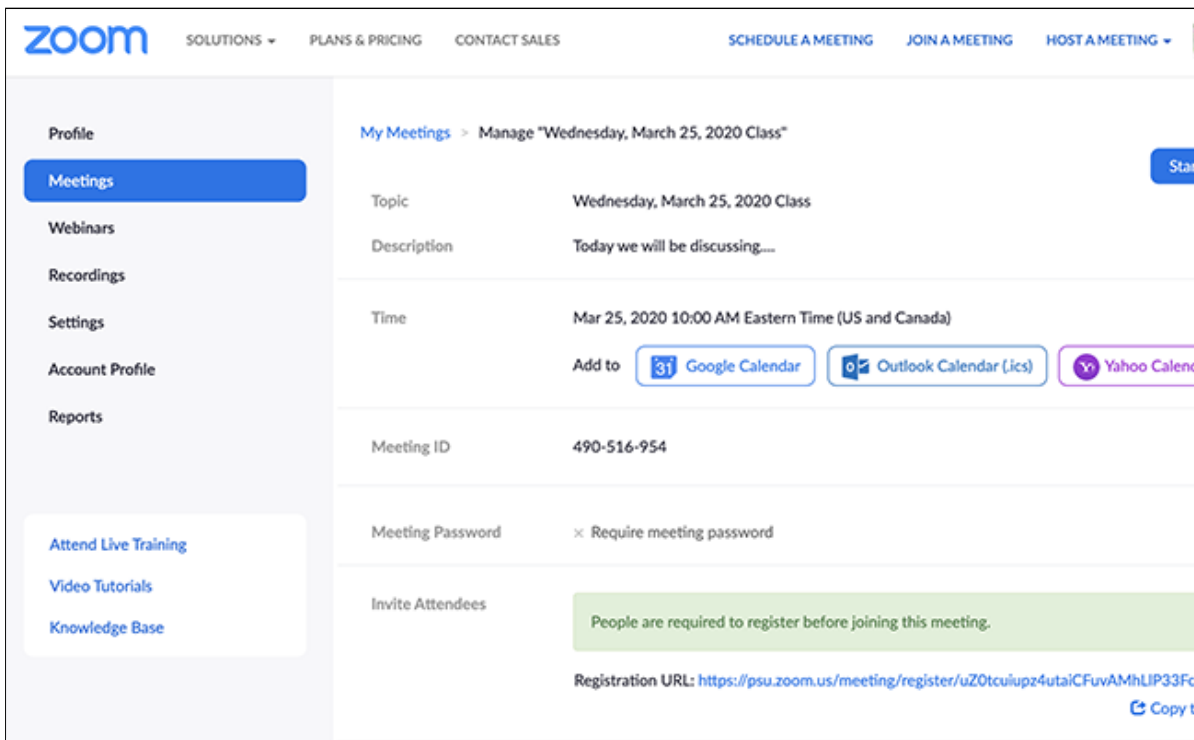 zoom SOLUTIONS PLANS & PRICING CONTACT SALES SCHEDULE A MEETING JOIN A MEETING HOST A MEETING
Profile
Meetings
Webinars
Recordings
Settings
Account Profile
Reports
Attend Live Training
Video Tutorials
Knowledge Base
My Meetings > Manage "Wednesday, March 25, 2020 Class"
Topic Wednesday, March 25, 2020 Class
Description Today we will be discussing....
Time Mar 25, 2020 10:00 AM Eastern Time (US and Canada)
Add to 31 Google Calendar Outlook Calendar (.ics) Yahoo
Meeting ID 490-516-954
Meeting Password × Require meeting password
Invite Attendees
People are required to register before joining this meeting.
Registration URL: https://psu.zoom.us/meeting/register/uZ0tcuiupz4utaiCFuvAMhLlP33Fc
Copy